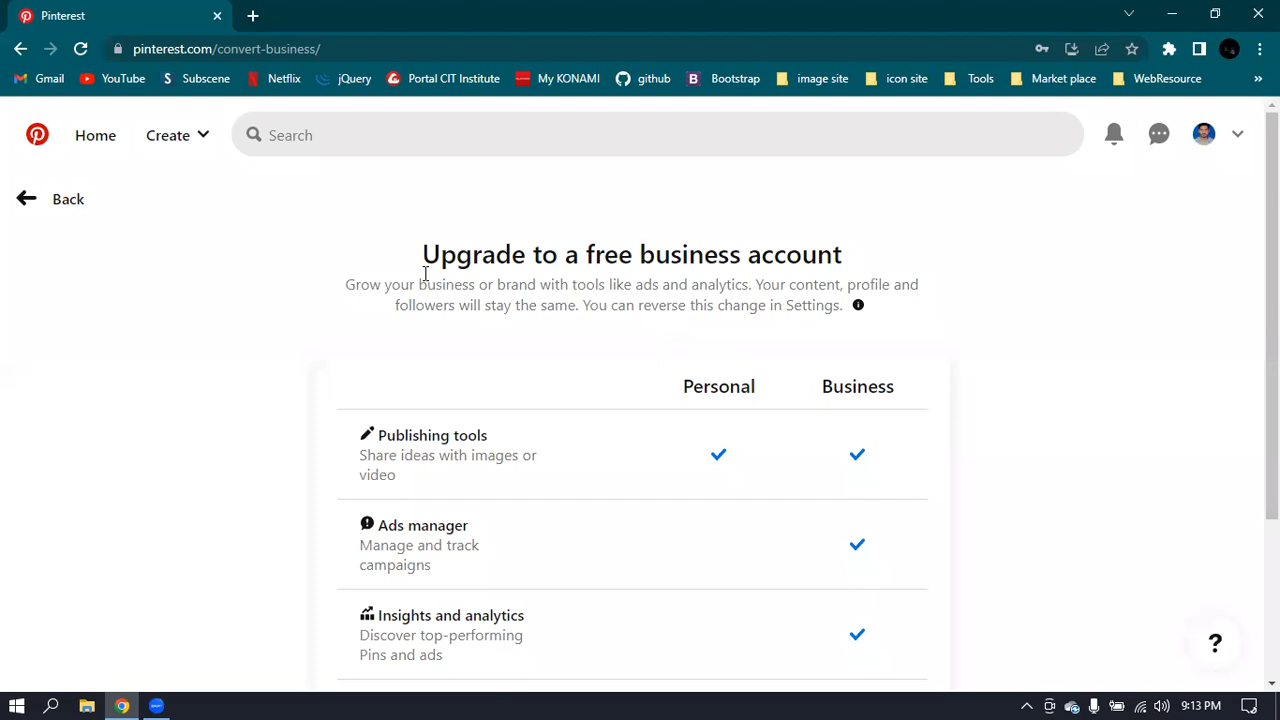 Pinterest
pinterest.com/convert-business/
Gmail YouTube Subscene Netflix jQuery Portal CIT Institute My KONAMI github Bootstrap image site icon site Tools Market place WebResource »
Home Create Search
Back
Upgrade to a free business account
Grow your business or brand with tools like ads and analytics. Your content, profile and
followers will stay the same. You can reverse this change in Settings.
Personal Business
Publishing tools
Share ideas with images or
video
Ads manager
Manage and track
campaigns
Insights and analytics
Discover top-performing
Pins and ads
?
9:13 PM